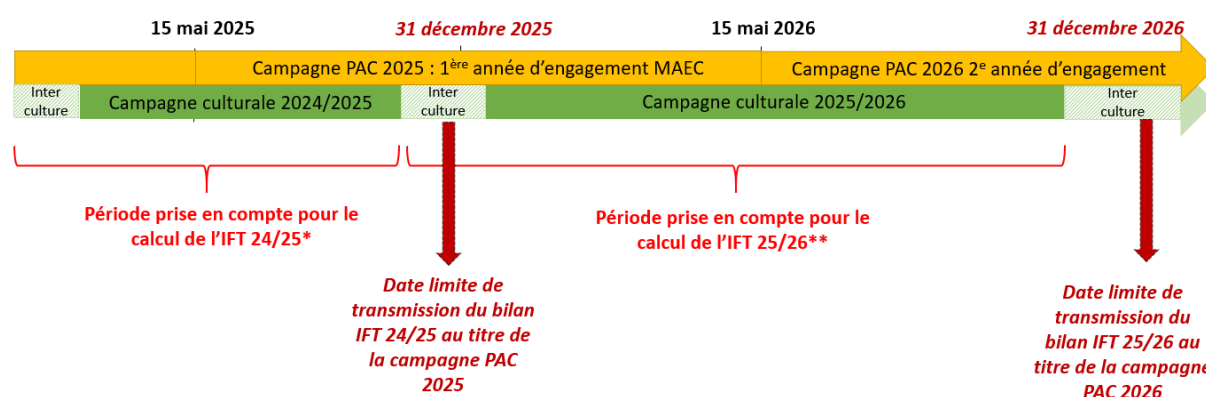 15 mai 2025
31 décembre 2025
15 mai 2026
31 décembre 2026
Campagne PAC 2025 : 1ère année d'engagement MAEC
Campagne PAC 2026 2e année d'engagement
Inter
culture
Campagne culturale 2024/2025
Inter
culture
Campagne culturale 2025/2026
Inter
culture
Période prise en compte pour le
calcul de l'IFT 24/25*
Période prise en compte pour le
calcul de l'IFT 25/26**
Date limite de
transmission du bilan
IFT 24/25 au titre de
la campagne PAC
2025
Date limite de
transmission du
bilan IFT 25/26 au
titre de la campagne
PAC 2026